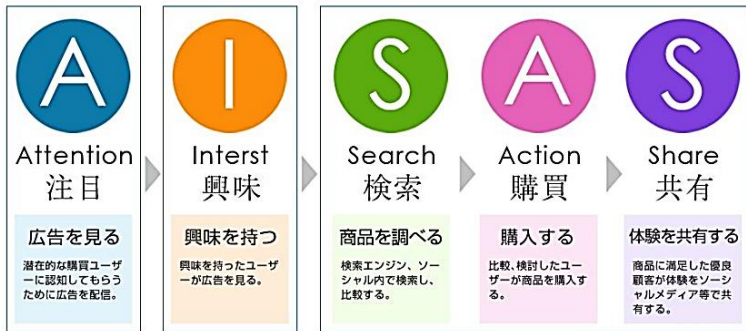 A
Attention
注目
広告を見る
潜在的な購買ユーザ
ーに認知してもらう
ために広告を配信。
I
Interst
興味
興味を持つ
興味を持ったユーザ
ーが広告を見る。
S
Search
検索
商品を調べる
検索エンジン、ソー
シャル内で検索し、
比較する。
A
Action
購買
購入する
比較、検討したユー
ザーが商品を購入す
る。
S
Share
共有
体験を共有する
商品に満足した優良
顧客が体験をソーシ
ャルメディア等で共
有する。